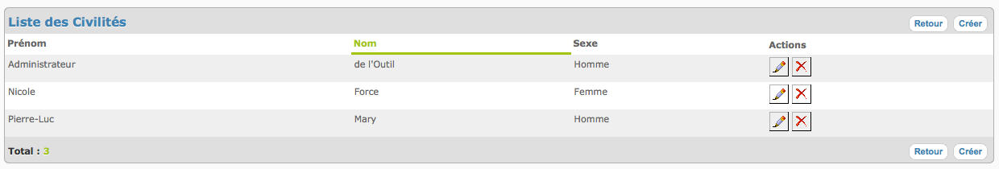 Liste des Civilités Retour Créer
Prénom Nom Sexe Actions
Administrateur de l'Outil Homme
Nicole Force Femme
Pierre-Luc Mary Homme
Total : 3 Retour Créer